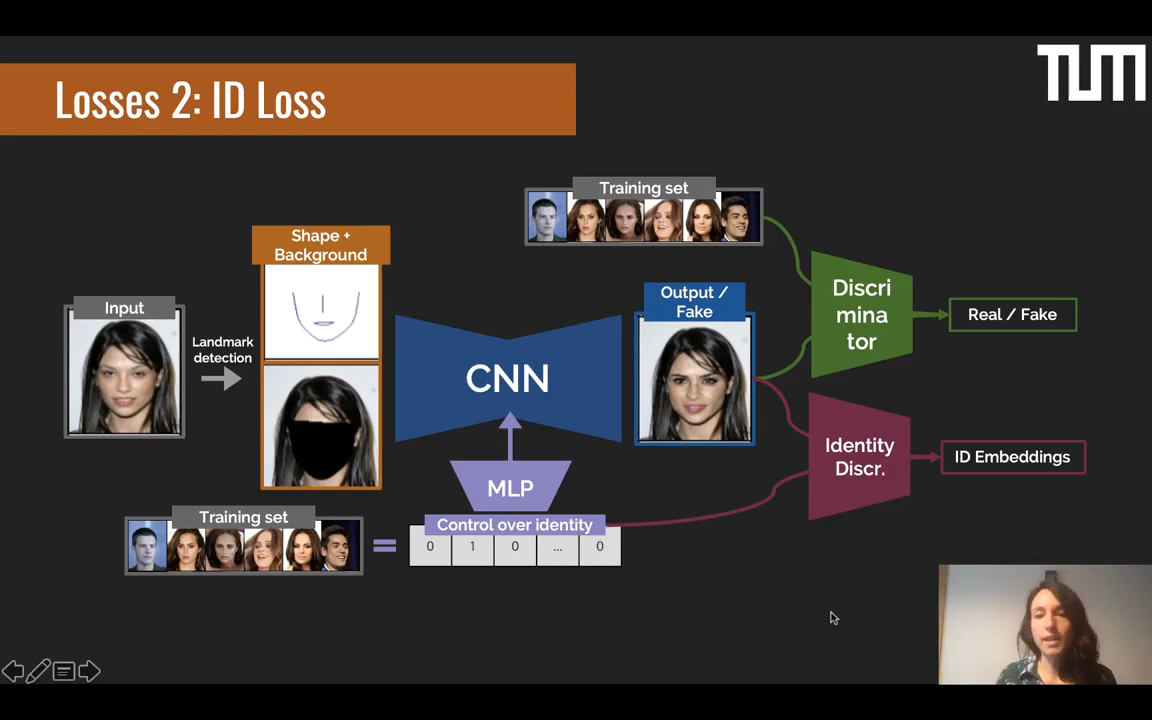 Losses 2: ID Loss
TUM
Training set
Shape +
Background
Input
Landmark
detection
Output /
Fake
CNN
Discri
mina
tor
Real / Fake
MLP
Identity
Discr.
ID Embeddings
Training set
=
Control over identity
0 1 0 ... 0